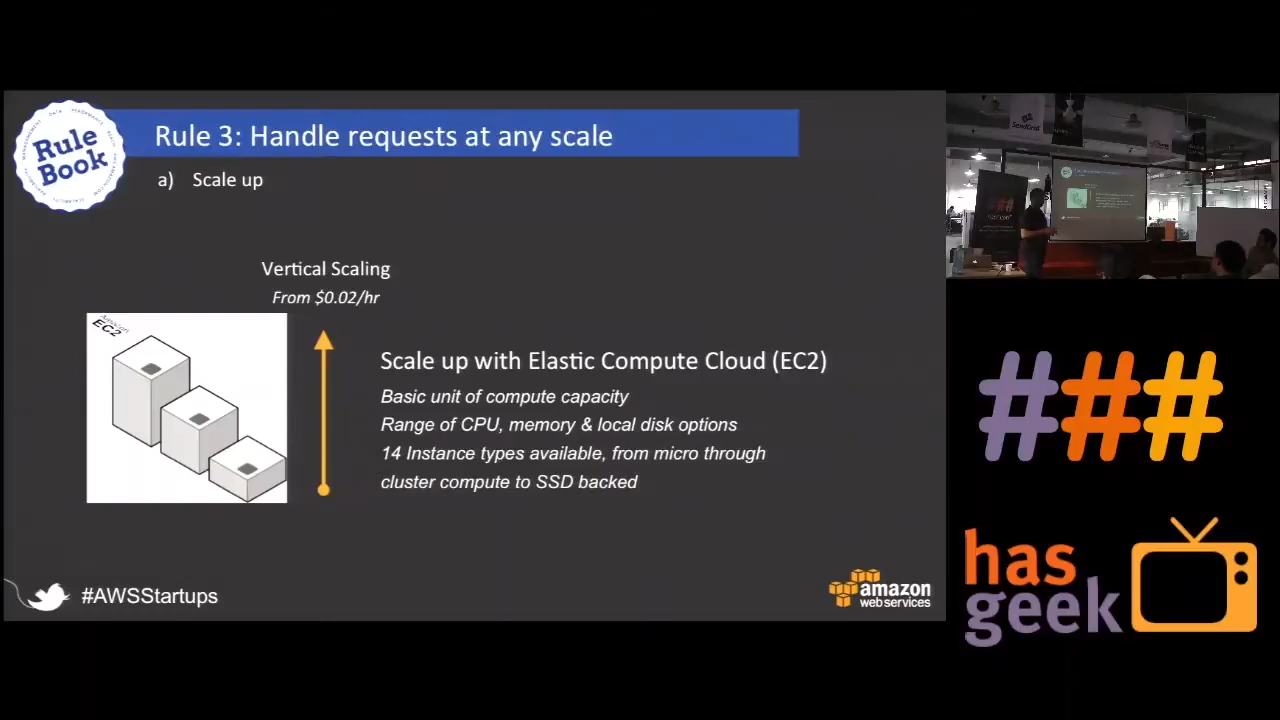 Rule Book
Rule 3: Handle requests at any scale
a) Scale up
Vertical Scaling
From $0.02/hr
Amazon
EC2
Scale up with Elastic Compute Cloud (EC2)
Basic unit of compute capacity
Range of CPU, memory & local disk options
14 Instance types available, from micro through
cluster compute to SSD backed
#AWSStartups
amazon
web services
SendGrid
###
has
geek